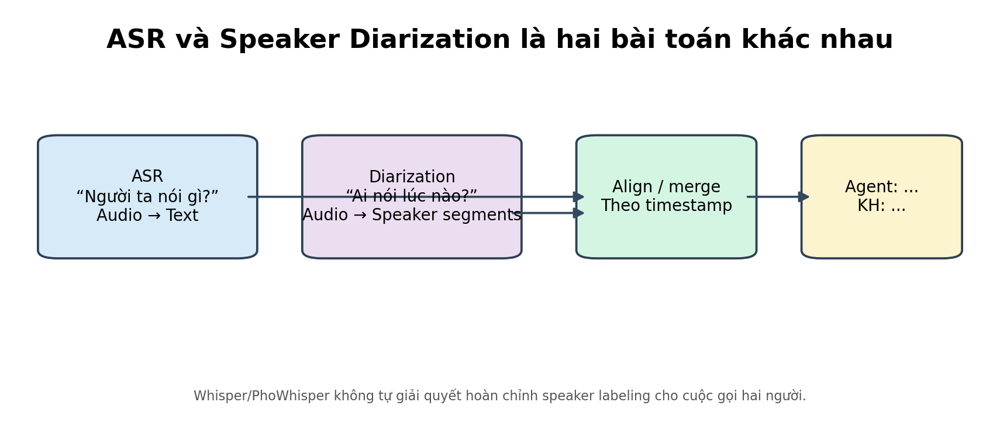 ASR và Speaker Diarization là hai bài toán khác nhau
ASR
“Người ta nói gì?”
Audio → Text
Diarization
“Ai nói lúc nào?”
Audio → Speaker segments
Align / merge
Theo timestamp
Agent: ...
KH: ...
Whisper/PhoWhisper không tự giải quyết hoàn chỉnh speaker labeling cho cuộc gọi hai người.